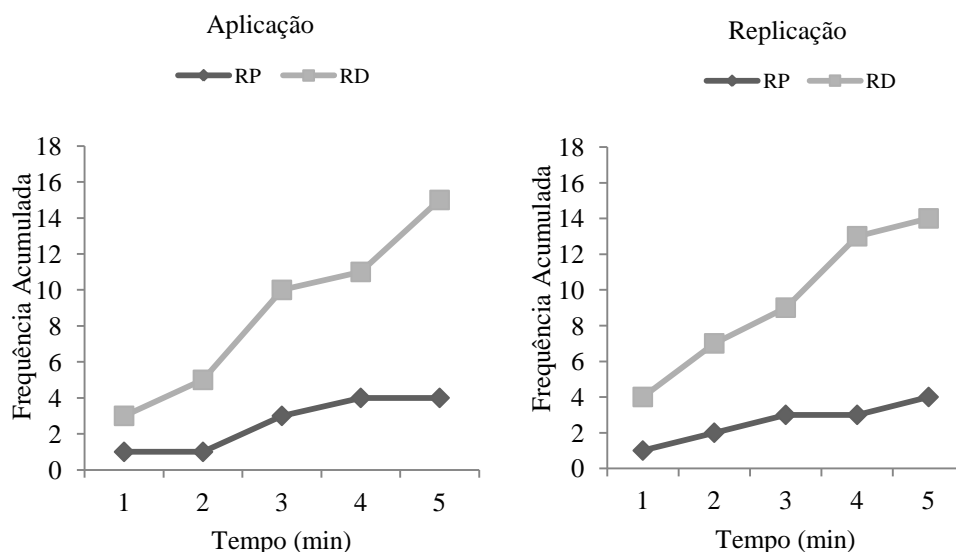 Aplicação
RP RD
Frequência Acumulada
18
16
14
12
10
8
6
4
2
0
1 2 3 4 5
Tempo (min)
Replicação
RP RD
Frequência Acumulada
18
16
14
12
10
8
6
4
2
0
1 2 3 4 5
Tempo (min)